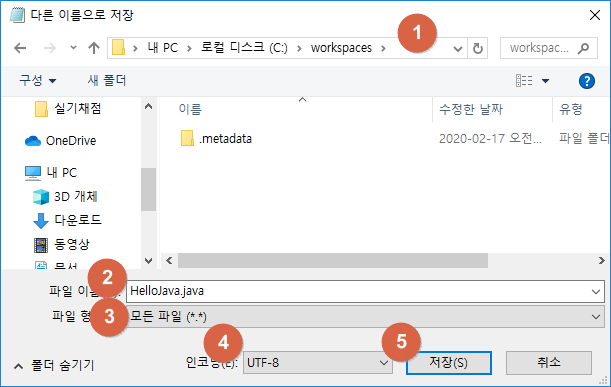 다른 이름으로 저장
내 PC 로컬 디스크 (C:) workspaces 1 workspac...
구성 새 폴더
이름 수정한 날짜 유형
실기채점
.metadata 2020-02-17 오전... 파일 폴더
OneDrive
내 PC
3D 개체
다운로드
동영상
문서
2
파일 이 HelloJava.java
파일 형 3 모든 파일 (*.*)
4 5
폴더 숨기기 인코딩(E): UTF-8 저장(S) 취소